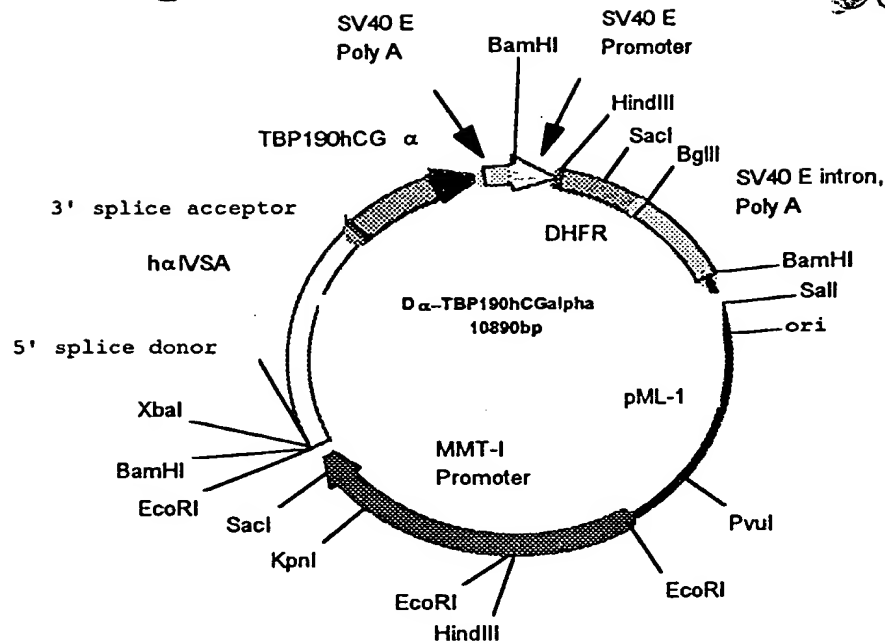 SV40 E
Poly A
BamHI
SV40 E
Promoter
HindIII
SacI
BglII
TBP190hCG α
SV40 E intron,
Poly A
3' splice acceptor
DHFR
hαIVSA
BamHI
SalI
Dα-TBP190hCGalpha
10890bp
ori
5' splice donor
pML-1
XbaI
BamHI
EcoRI
MMT-I
Promoter
SacI
PvuI
KpnI
EcoRI
EcoRI
HindIII